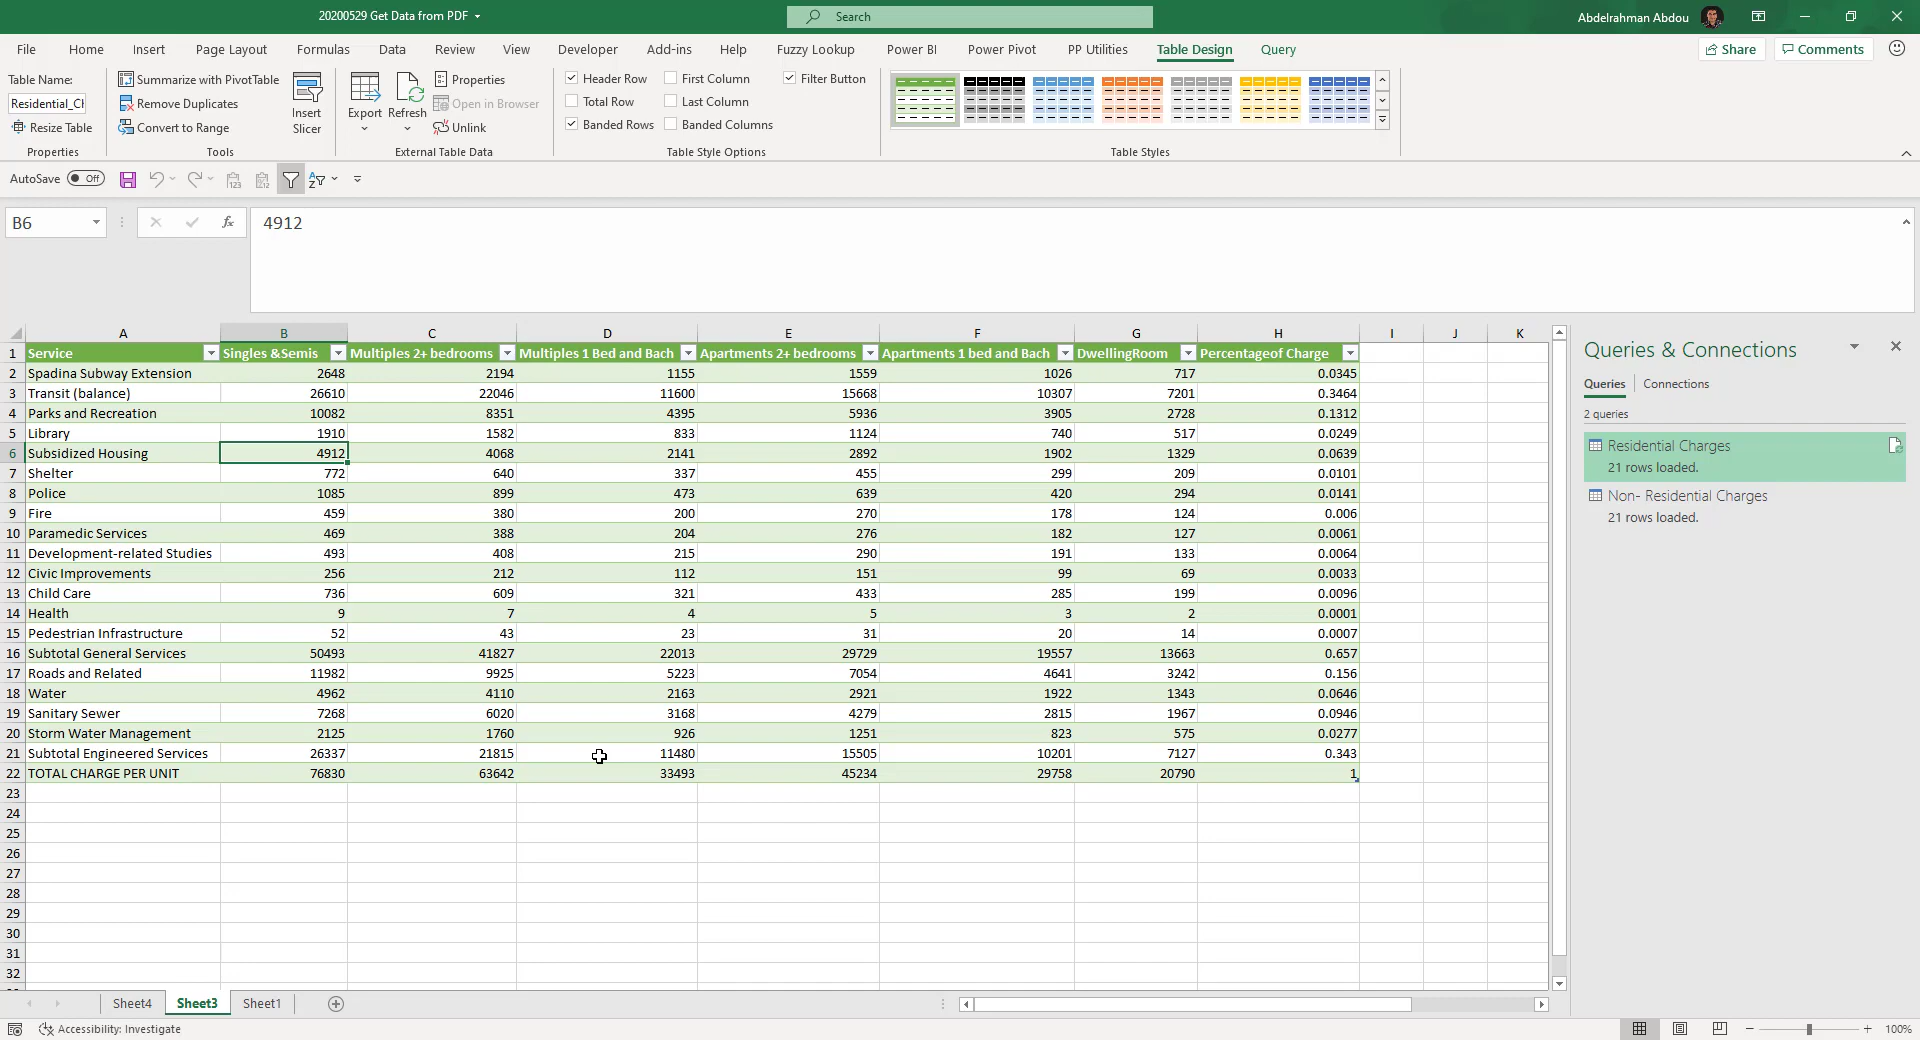 20200529 Get Data from PDF
Search
Abdelrahman Abdou
File Home Insert Page Layout Formulas Data Review View Developer Add-ins Help Fuzzy Lookup Power BI Power Pivot PP Utilities Table Design Query Share Comments
Table Name:
Residential_Cl
Resize Table
Properties
Summarize with PivotTable
Remove Duplicates
Convert to Range
Tools
Insert
Slicer
Export
Refresh
Properties
Open in Browser
Unlink
External Table Data
Header Row First Column Filter Button
Total Row Last Column
Banded Rows Banded Columns
Table Style Options
Table Styles
AutoSave Off
B6
fx
4912
A B C D E F G H I J K
1 Service Singles &Semis Multiples 2+ bedrooms Multiples 1 Bed and Bach Apartments 2+ bedrooms Apartments 1 bed and Bach DwellingRoom Percentageof Charge
2 Spadina Subway Extension 2648 2194 1155 1559 1026 717 0.0345
3 Transit (balance) 26610 22046 11600 15668 10307 7201 0.3464
4 Parks and Recreation 10082 8351 4395 5936 3905 2728 0.1312
5 Library 1910 1582 833 1124 740 517 0.0249
6 Subsidized Housing 4912 4068 2141 2892 1902 1329 0.0639
7 Shelter 772 640 337 455 299 209 0.0101
8 Police 1085 899 473 639 420 294 0.0141
9 Fire 459 380 200 270 178 124 0.006
10 Paramedic Services 469 388 204 276 182 127 0.0061
11 Development-related Studies 493 408 215 290 191 133 0.0064
12 Civic Improvements 256 212 112 151 99 69 0.0033
13 Child Care 736 609 321 433 285 199 0.0096
14 Health 9 7 4 5 3 2 0.0001
15 Pedestrian Infrastructure 52 43 23 31 20 14 0.0007
16 Subtotal General Services 50493 41827 22013 29729 19557 13663 0.657
17 Roads and Related 11982 9925 5223 7054 4641 3242 0.156
18 Water 4962 4110 2163 2921 1922 1343 0.0646
19 Sanitary Sewer 7268 6020 3168 4279 2815 1967 0.0946
20 Storm Water Management 2125 1760 926 1251 823 575 0.0277
21 Subtotal Engineered Services 26337 21815 11480 15505 10201 7127 0.343
22 TOTAL CHARGE PER UNIT 76830 63642 33493 45234 29758 20790 1
23
24
25
26
27
28
29
30
31
32
Queries & Connections
Queries Connections
2 queries
Residential Charges
21 rows loaded.
Non- Residential Charges
21 rows loaded.
Sheet4 Sheet3 Sheet1
Accessibility: Investigate
100%